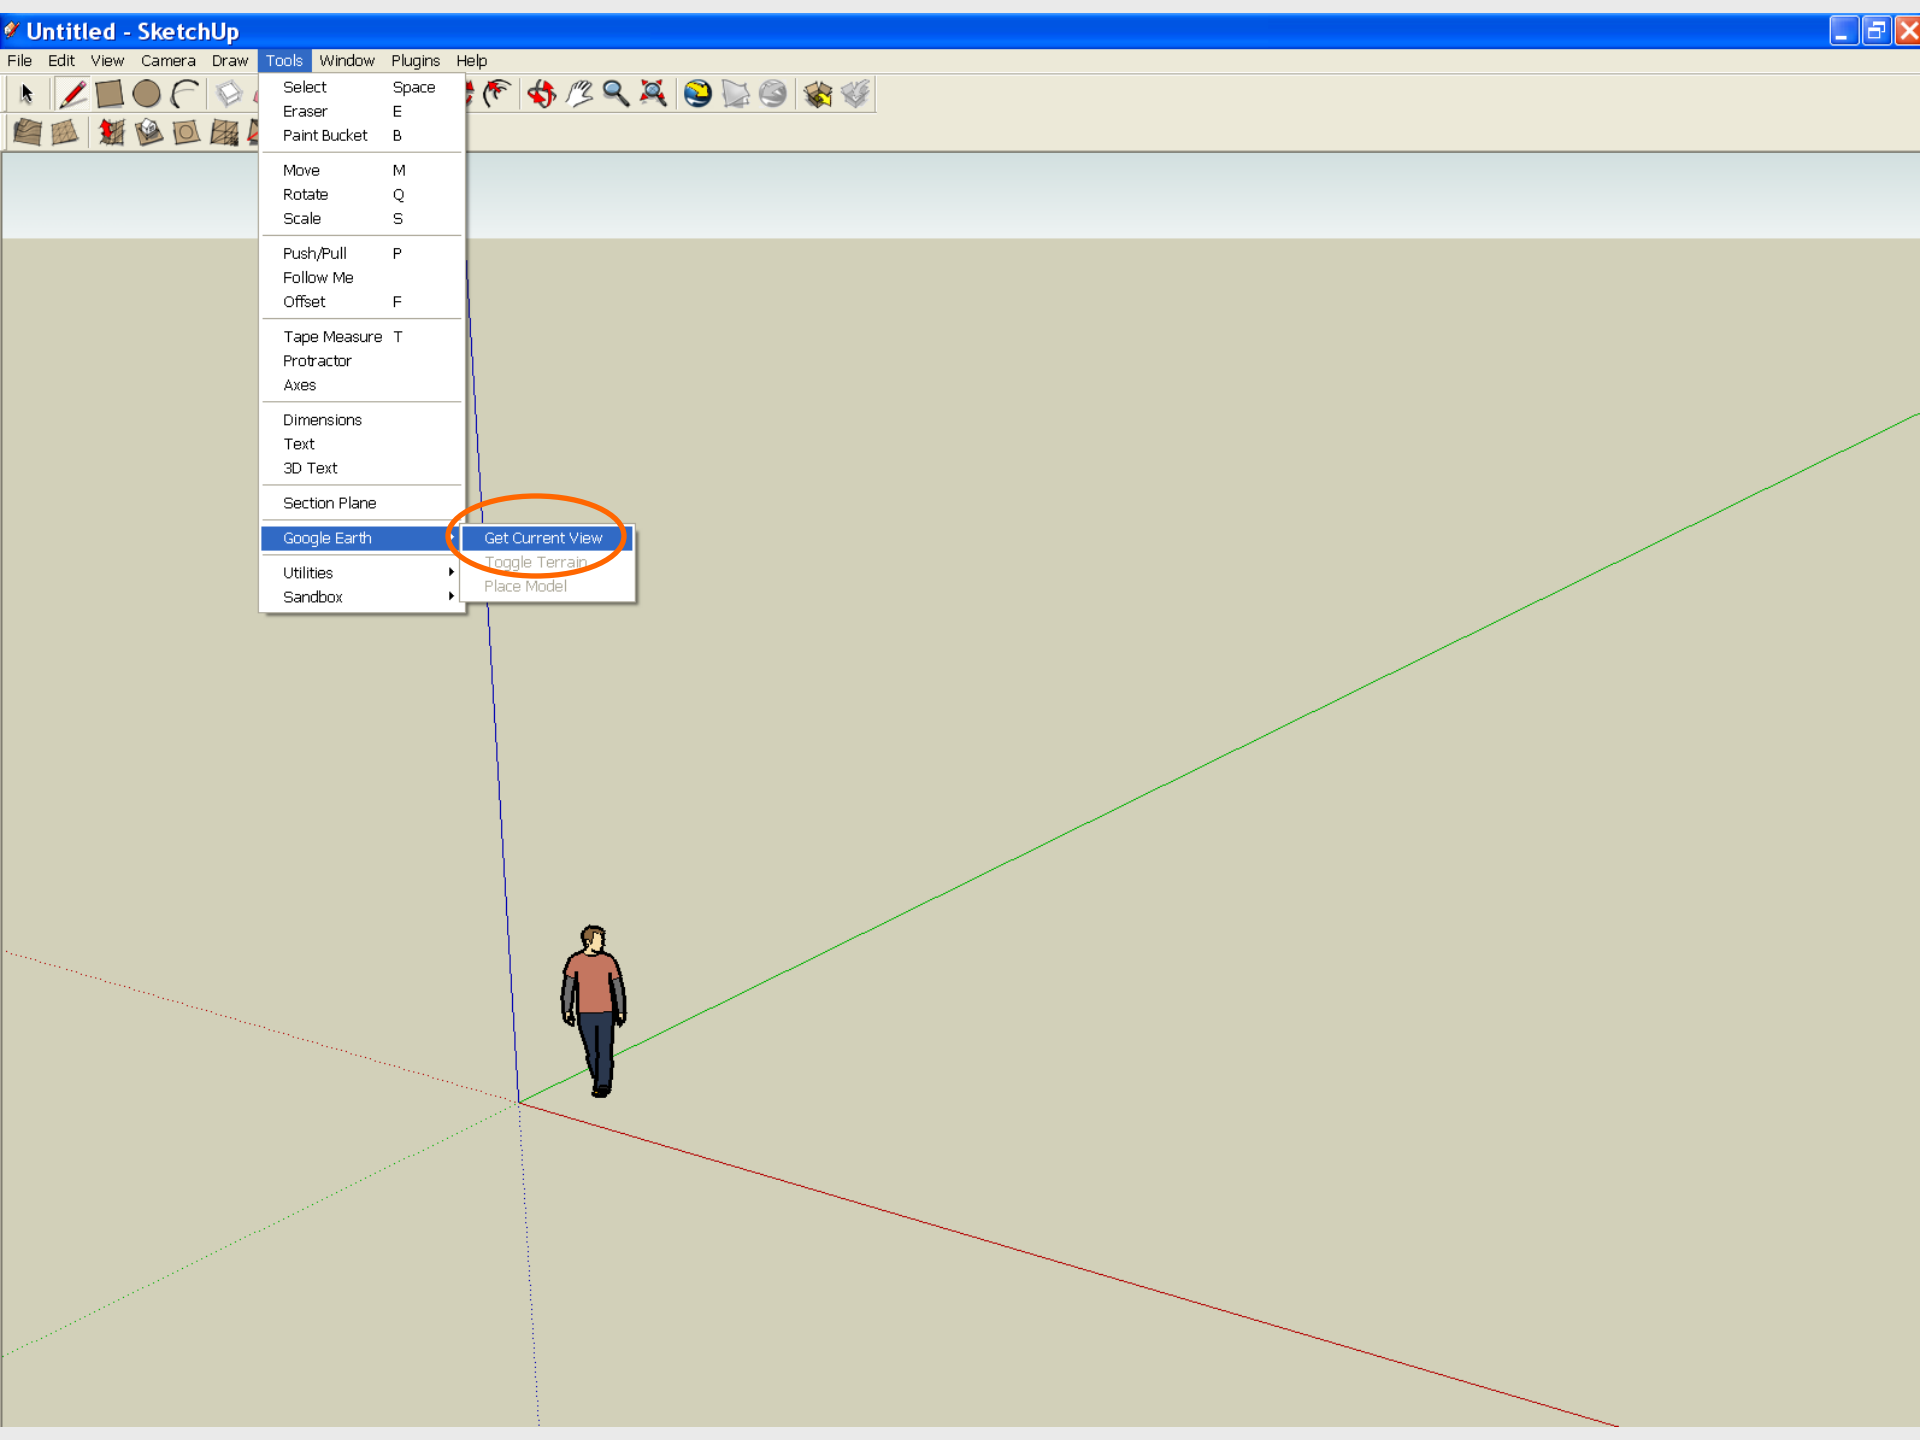 Untitled - SketchUp
File Edit View Camera Draw Tools Window Plugins Help
Select Space
Eraser E
Paint Bucket B
Move M
Rotate Q
Scale S
Push/Pull P
Follow Me
Offset F
Tape Measure T
Protractor
Axes
Dimensions
Text
3D Text
Section Plane
Google Earth
Get Current View
Toggle Terrain
Place Model
Utilities
Sandbox